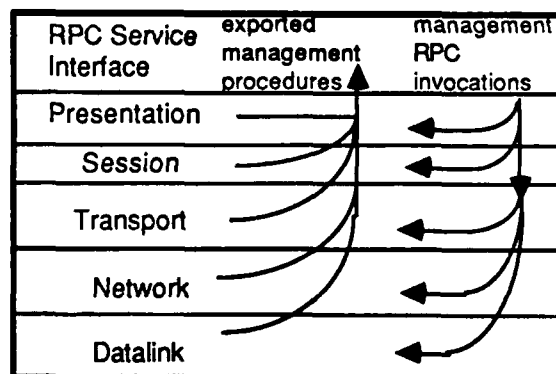 RPC Service
Interface
exported
management
procedures
management
RPC
invocations
Presentation
Session
Transport
Network
Datalink